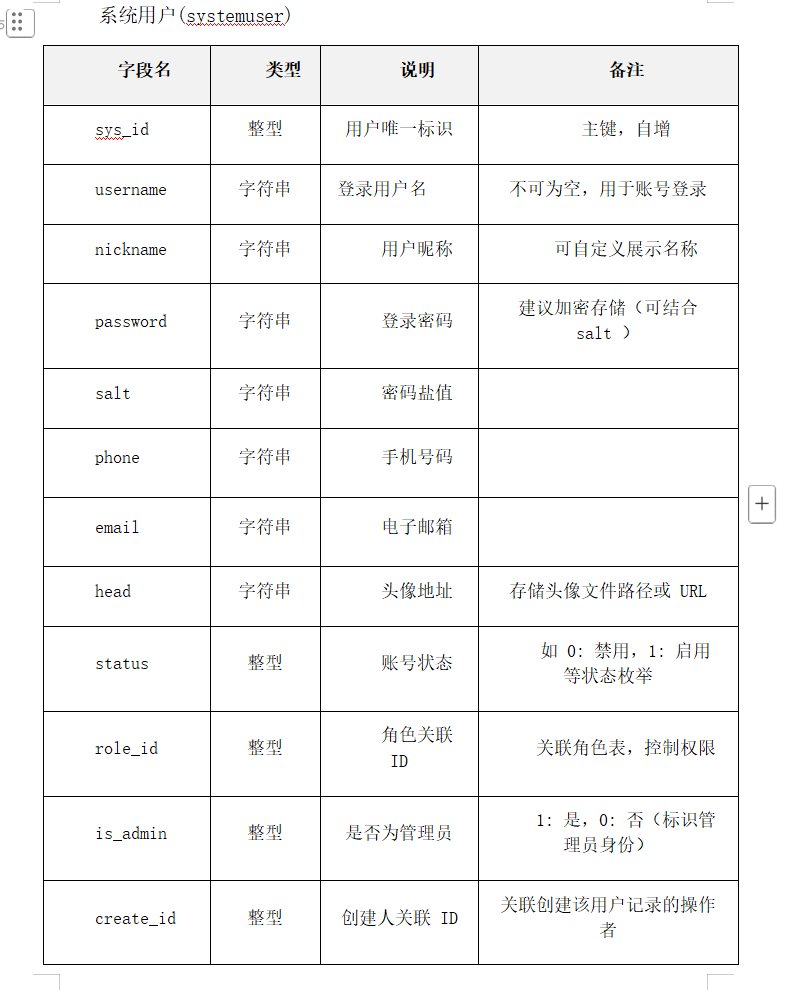 系统用户(systemuser)
字段名 类型 说明 备注
sys_id 整型 用户唯一标识 主键，自增
username 字符串 登录用户名 不可为空，用于账号登录
nickname 字符串 用户昵称 可自定义展示名称
password 字符串 登录密码 建议加密存储（可结合
salt ）
salt 字符串 密码盐值
phone 字符串 手机号码
email 字符串 电子邮箱
head 字符串 头像地址 存储头像文件路径或 URL
status 整型 账号状态 如 0: 禁用，1: 启用
等状态枚举
role_id 整型 角色关联
ID
关联角色表，控制权限
is_admin 整型 是否为管理员 1: 是，0: 否（标识管
理员身份）
create_id 整型 创建人关联 ID 关联创建该用户记录的操作
者